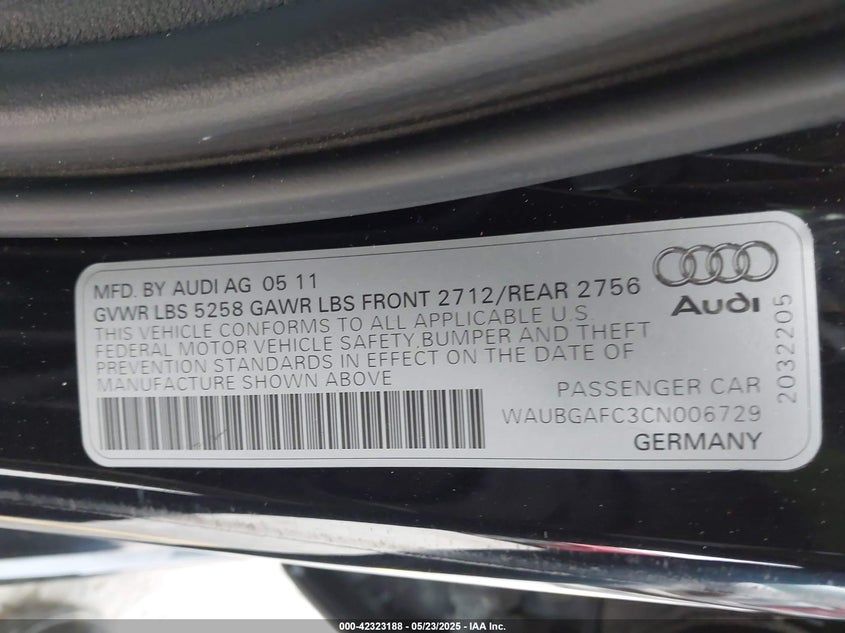 MFD. BY AUDI AG 05 11
GVWR LBS 5258 GAWR LBS FRONT 2712/REAR 2756
THIS VEHICLE CONFORMS TO ALL APPLICABLE U.S.
FEDERAL MOTOR VEHICLE SAFETY, BUMPER AND THEFT
PREVENTION STANDARDS IN EFFECT ON THE DATE OF
MANUFACTURE SHOWN ABOVE
Audi
2032205
PASSENGER CAR
WAUBGAFC3CN006729
GERMANY
000-42323188 - 05/23/2025 - IAA Inc.